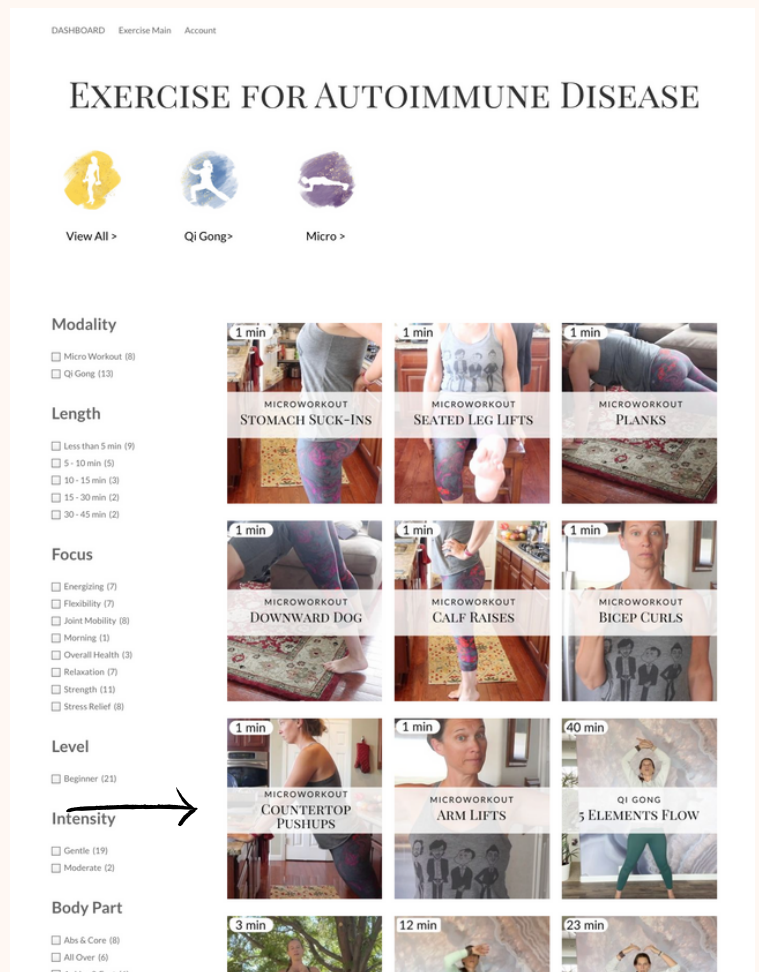 DASHBOARD Exercise Main Account
Exercise for Autoimmune Disease
View All > Qi Gong> Micro >
Modality
Micro Workout (8)
Qi Gong (13)
Length
Less than 5 min (9)
5 - 10 min (5)
10 - 15 min (3)
15 - 30 min (2)
30 - 45 min (2)
Focus
Energizing (7)
Flexibility (7)
Joint Mobility (8)
Morning (1)
Overall Health (3)
Relaxation (7)
Strength (11)
Stress Relief (8)
Level
Beginner (21)
Intensity
Gentle (19)
Moderate (2)
Body Part
Abs & Core (8)
All Over (6)
1 min
MICROWORKOUT
Stomach Suck-Ins
1 min
MICROWORKOUT
Seated Leg Lifts
1 min
MICROWORKOUT
Planks
1 min
MICROWORKOUT
Downward Dog
1 min
MICROWORKOUT
Calf Raises
1 min
MICROWORKOUT
Bicep Curls
1 min
MICROWORKOUT
Countertop
Pushups
1 min
MICROWORKOUT
Arm Lifts
40 min
QI GONG
5 Elements Flow
3 min
12 min
23 min